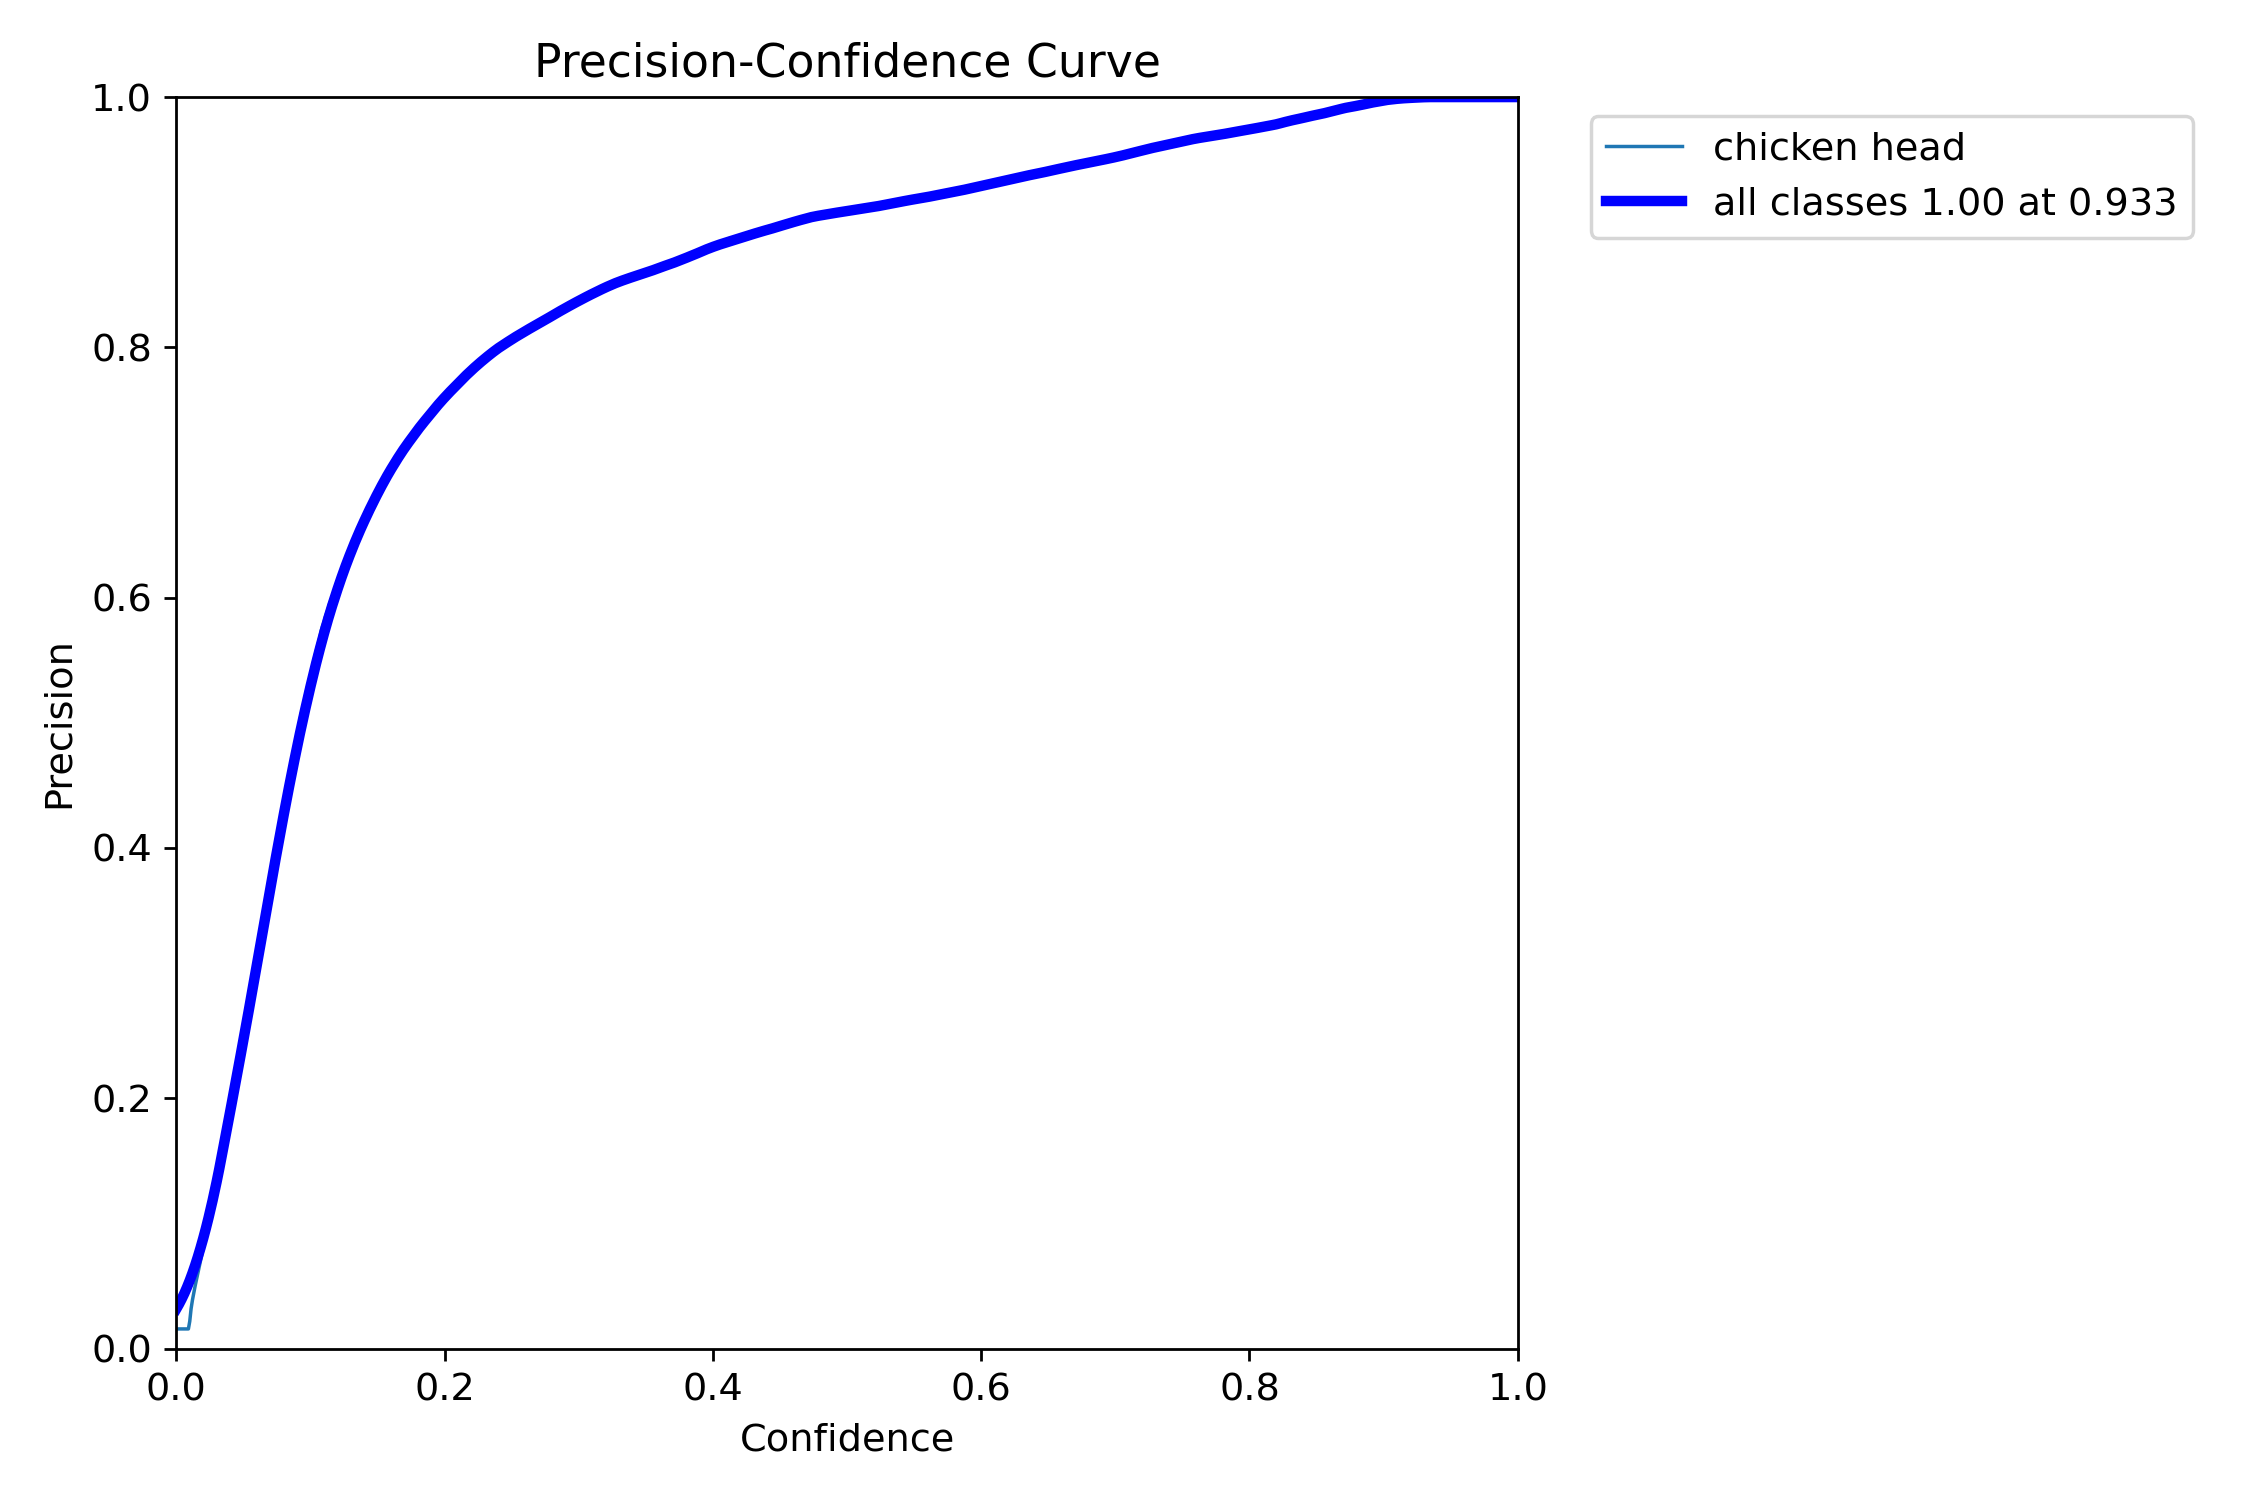 Precision-Confidence Curve
chicken head
all classes 1.00 at 0.933
1.0
0.8
0.6
0.4
0.2
0.0
Precision
0.0 0.2 0.4 0.6 0.8 1.0
Confidence